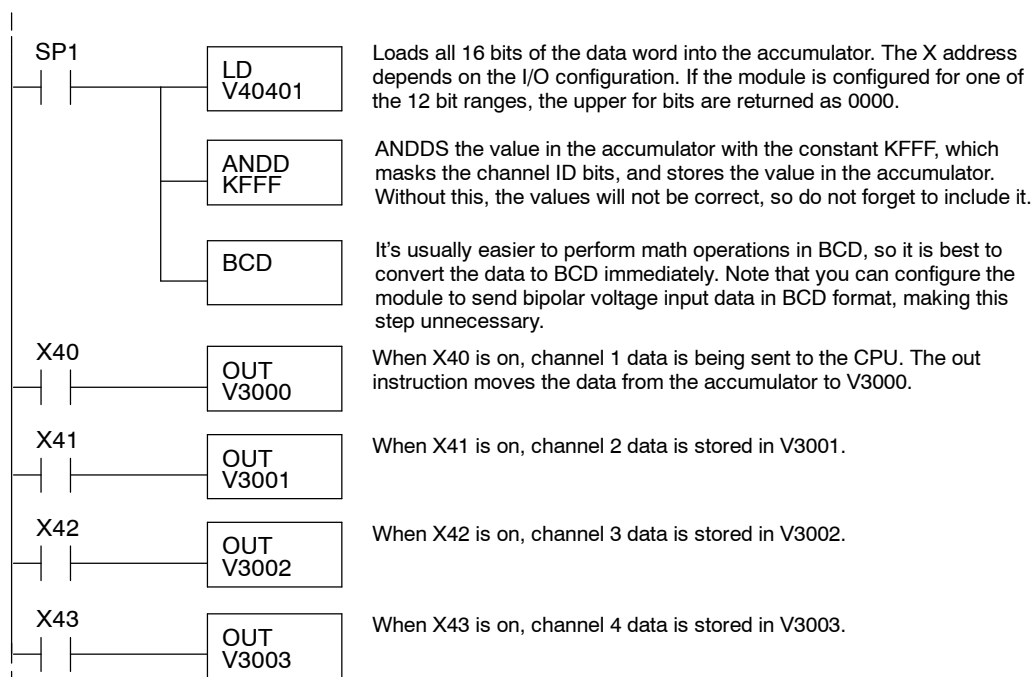 SP1
LD
V40401
Loads all 16 bits of the data word into the accumulator. The X address
depends on the I/O configuration. If the module is configured for one of
the 12 bit ranges, the upper for bits are returned as 0000.
ANDD
KFFF
ANDDS the value in the accumulator with the constant KFFF, which
masks the channel ID bits, and stores the value in the accumulator.
Without this, the values will not be correct, so do not forget to include it.
BCD
It's usually easier to perform math operations in BCD, so it is best to
convert the data to BCD immediately. Note that you can configure the
module to send bipolar voltage input data in BCD format, making this
step unnecessary.
X40
OUT
V3000
When X40 is on, channel 1 data is being sent to the CPU. The out
instruction moves the data from the accumulator to V3000.
X41
OUT
V3001
When X41 is on, channel 2 data is stored in V3001.
X42
OUT
V3002
When X42 is on, channel 3 data is stored in V3002.
X43
OUT
V3003
When X43 is on, channel 4 data is stored in V3003.